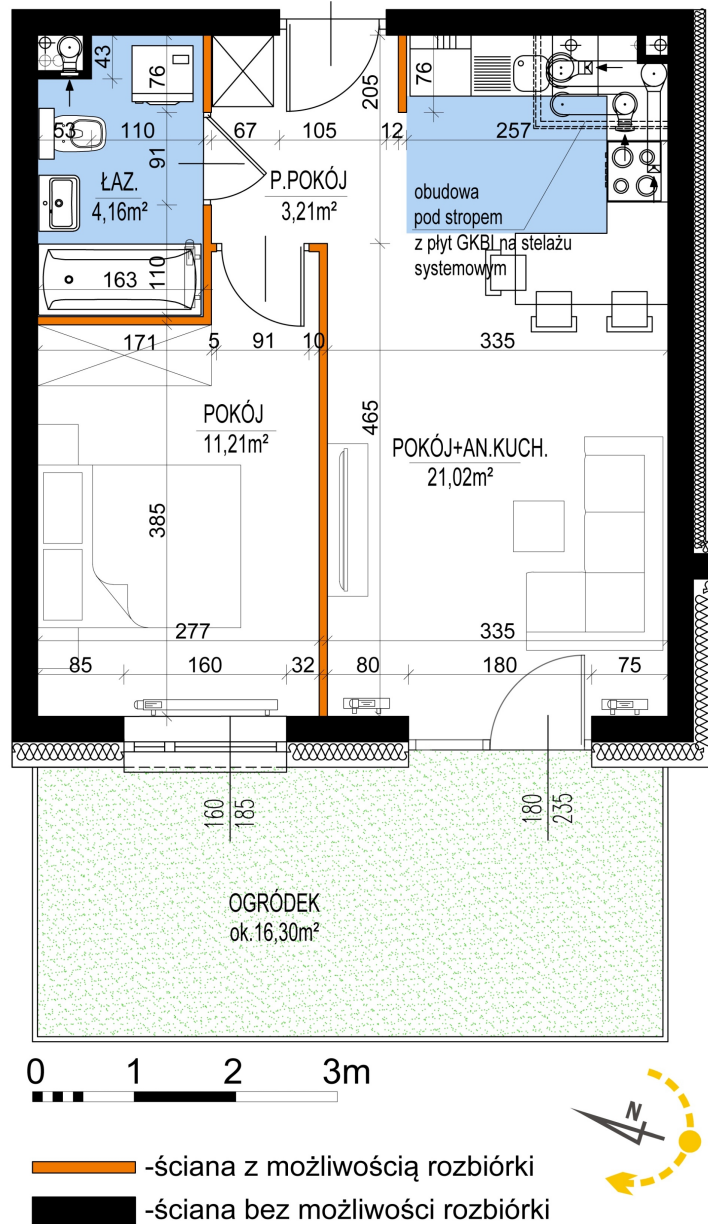 43
76
53
110
91
ŁAZ.
4,16m²
163
110
67
105
205
12
P.POKÓJ
3,21m²
76
257
obudowa
pod stropem
z płyt GKBI na stelażu
systemowym
171
5
91
10
335
POKÓJ
11,21m²
465
POKÓJ+AN.KUCH.
21,02m²
385
277
335
85
160
32
80
180
75
160
185
180
235
OGRÓDEK
ok.16,30m²
0 1 2 3m
N
-ściana z możliwością rozbiórki
-ściana bez możliwości rozbiórki